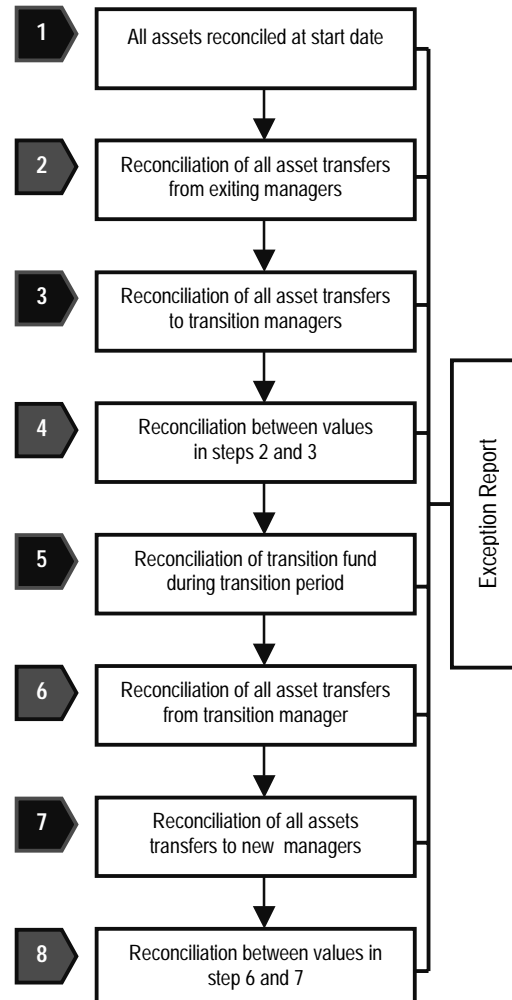 1
All assets reconciled at start date
2
Reconciliation of all asset transfers
from exiting managers
3
Reconciliation of all asset transfers
to transition managers
4
Reconciliation between values
in steps 2 and 3
5
Reconciliation of transition fund
during transition period
6
Reconciliation of all asset transfers
from transition manager
7
Reconciliation of all assets
transfers to new managers
8
Reconciliation between values in
step 6 and 7
Exception Report